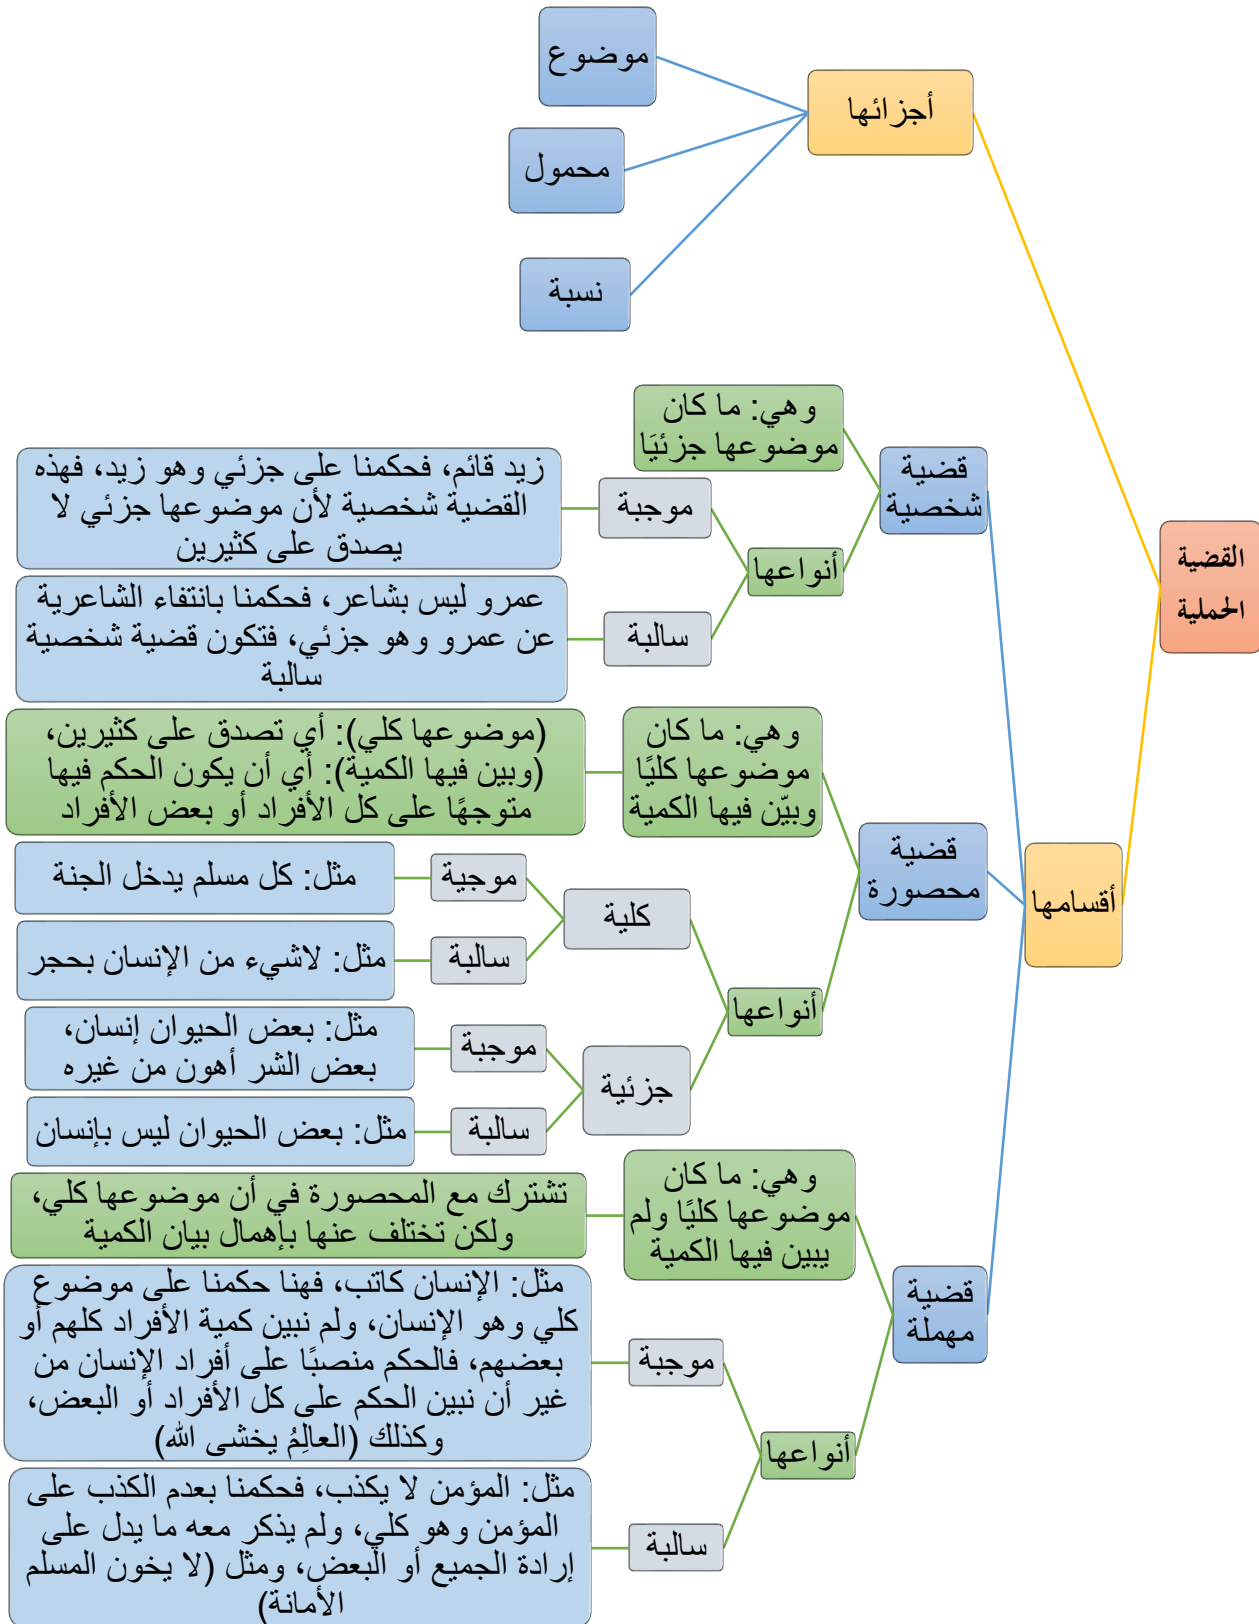 القضية
الحملية
أجزائها
موضوع
محمول
نسبة
أقسامها
قضية
شخصية
وهي: ما كان
موضوعها جزئيَا
أنواعها
موجبة
زيد قائم، فحكمنا على جزئي وهو زيد، فهذه
القضية شخصية لأن موضوعها جزئي لا
يصدق على كثيرين
سالبة
عمرو ليس بشاعر، فحكمنا بانتفاء الشاعرية
عن عمرو وهو جزئي، فتكون قضية شخصية
سالبة
قضية
محصورة
وهي: ما كان
موضوعها كليًا
وبيّن فيها الكمية
(موضوعها كلي): أي تصدق على كثيرين،
(وبين فيها الكمية): أي أن يكون الحكم فيها
متوجهًا على كل الأفراد أو بعض الأفراد
أنواعها
كلية
موجية
مثل: كل مسلم يدخل الجنة
سالبة
مثل: لاشيء من الإنسان بحجر
جزئية
موجبة
مثل: بعض الحيوان إنسان،
بعض الشر أهون من غيره
سالبة
مثل: بعض الحيوان ليس بإنسان
قضية
مهملة
وهي: ما كان
موضوعها كليًا ولم
يبين فيها الكمية
تشترك مع المحصورة في أن موضوعها كلي،
ولكن تختلف عنها بإهمال بيان الكمية
أنواعها
موجبة
مثل: الإنسان كاتب، فهنا حكمنا على موضوع
كلي وهو الإنسان، ولم نبين كمية الأفراد كلهم أو
بعضهم، فالحكم منصبًا على أفراد الإنسان من
غير أن نبين الحكم على كل الأفراد أو البعض،
وكذلك (العالِمُ يخشى الله)
سالبة
مثل: المؤمن لا يكذب، فحكمنا بعدم الكذب على
المؤمن وهو كلي، ولم يذكر معه ما يدل على
إرادة الجميع أو البعض، ومثل (لا يخون المسلم
الأمانة)